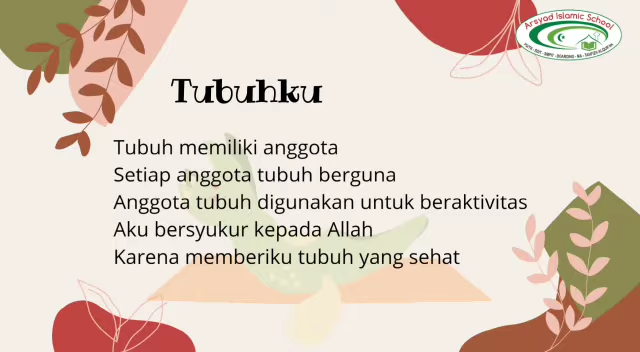 Arsyad Islamic School
Tubuhku
Tubuh memiliki anggota
Setiap anggota tubuh berguna
Anggota tubuh digunakan untuk beraktivitas
Aku bersyukur kepada Allah
Karena memberiku tubuh yang sehat